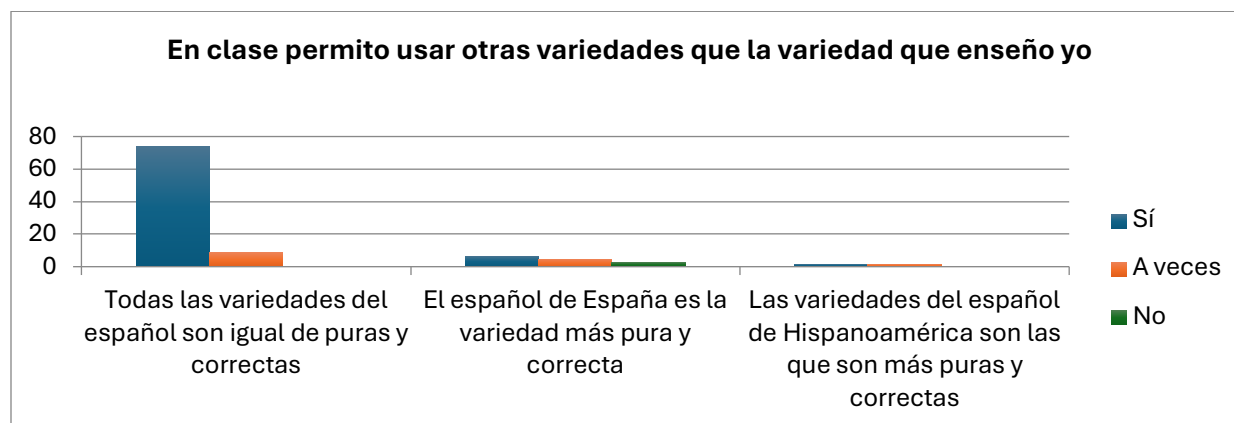 En clase permito usar otras variedades que la variedad que enseño yo
80
60
40
20
0
Todas las variedades del
español son igual de puras y
correctas
El español de España es la
variedad más pura y
correcta
Las variedades del español
de Hispanoamérica son las
que son más puras y
correctas
Sí
A veces
No